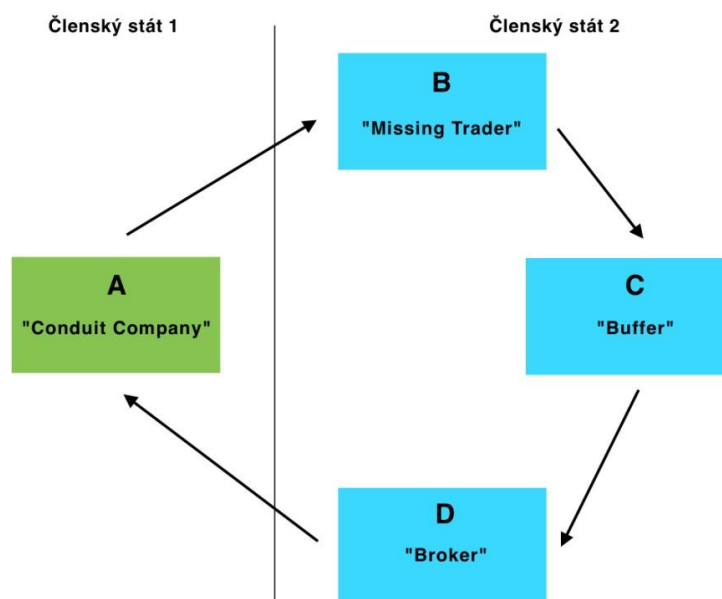 Členský stát 1
Členský stát 2
B
"Missing Trader"
A
"Conduit Company"
C
"Buffer"
D
"Broker"